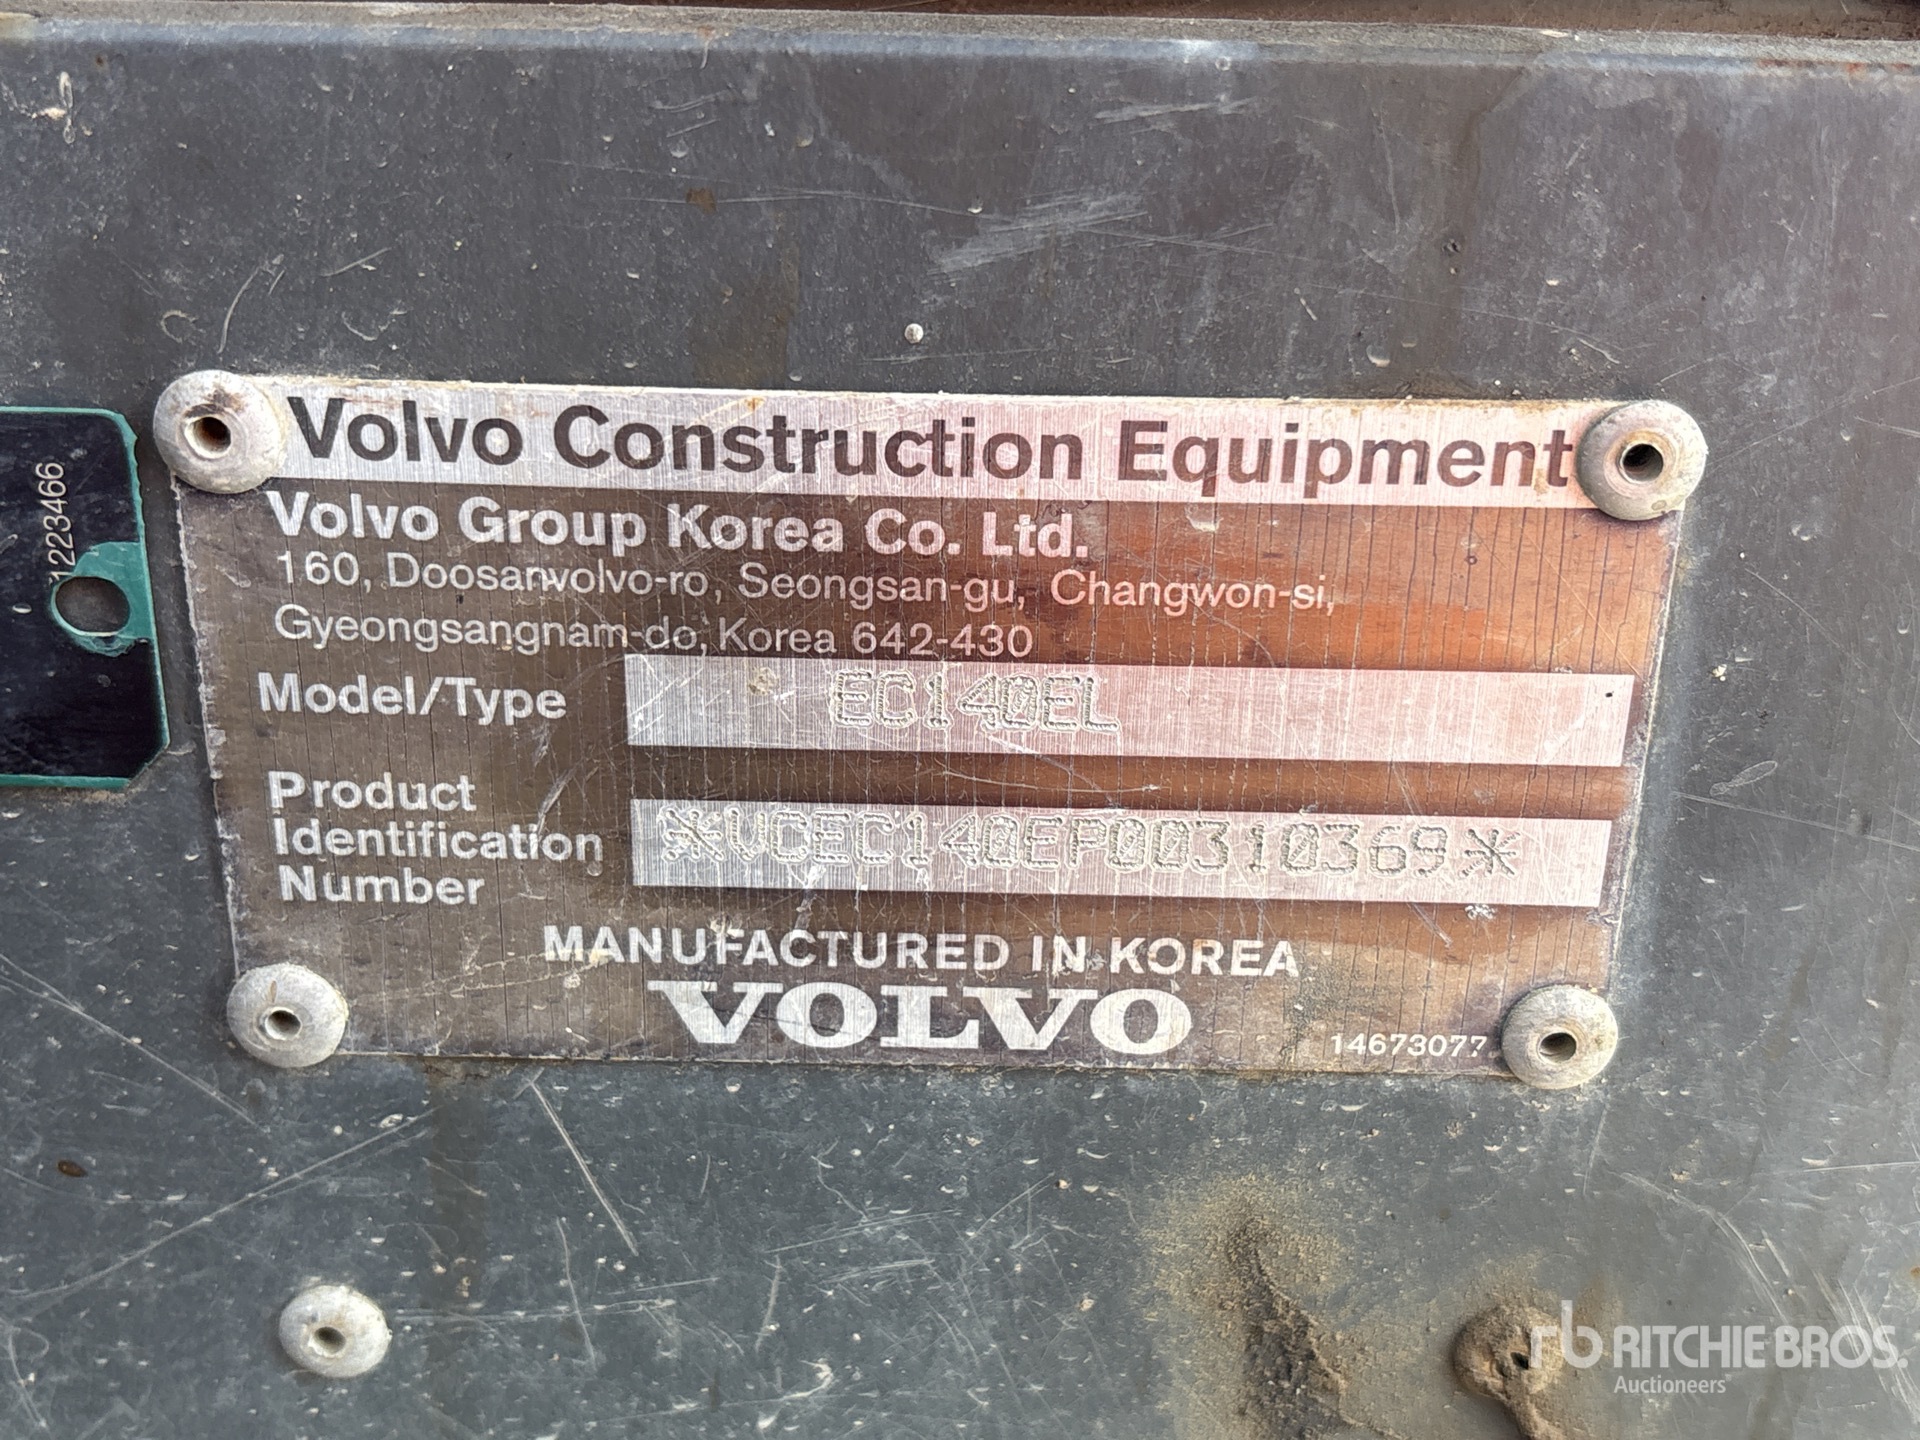 Volvo Construction Equipment
Volvo Group Korea Co. Ltd.
160, Doosanvolvo-ro, Seongsan-gu, Changwon-si,
Gyeongsangnam-do, Korea 642-430
Model/Type EC140EL
Product Identification Number *VCEC140EP00310369*
MANUFACTURED IN KOREA
VOLVO
14673077
12223466
rb RITCHIE BROS.
Auctioneers